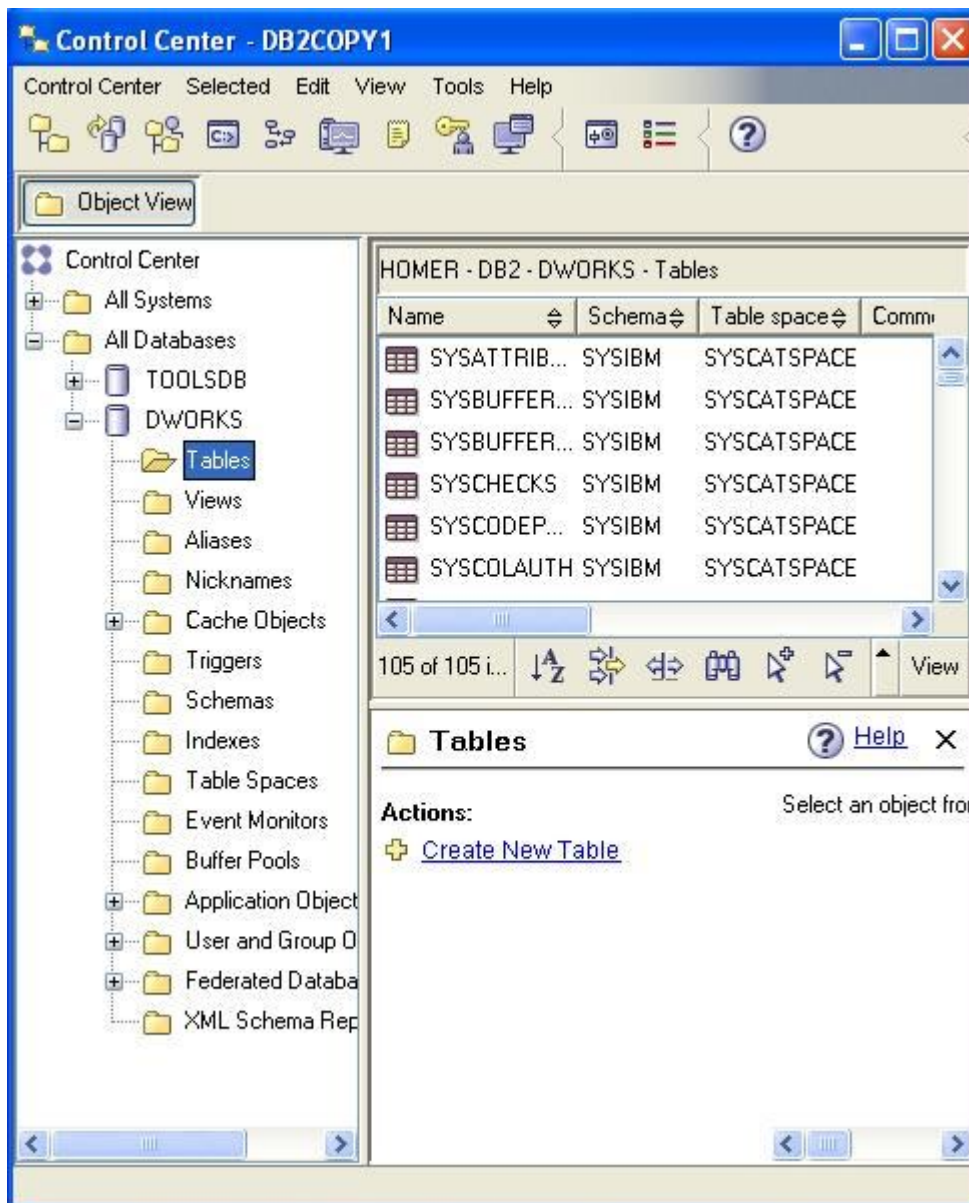 Control Center - DB2COPY1
Control Center Selected Edit View Tools Help
C:>
Object View
Control Center
All Systems
All Databases
TOOLSDB
DWORKS
Tables
Views
Aliases
Nicknames
Cache Objects
Triggers
Schemas
Indexes
Table Spaces
Event Monitors
Buffer Pools
Application Object
User and Group O
Federated Databa
XML Schema Rep
HOMER - DB2 - DWORKS - Tables
Name Schema Table space Comm
SYSATTRIB... SYSIBM SYSCATSPACE
SYSBUFFER... SYSIBM SYSCATSPACE
SYSBUFFER... SYSIBM SYSCATSPACE
SYSCHECKS SYSIBM SYSCATSPACE
SYSCODEP... SYSIBM SYSCATSPACE
SYSCOLAUTH SYSIBM SYSCATSPACE
105 of 105 i... View
Tables Help
Actions: Select an object fro
Create New Table